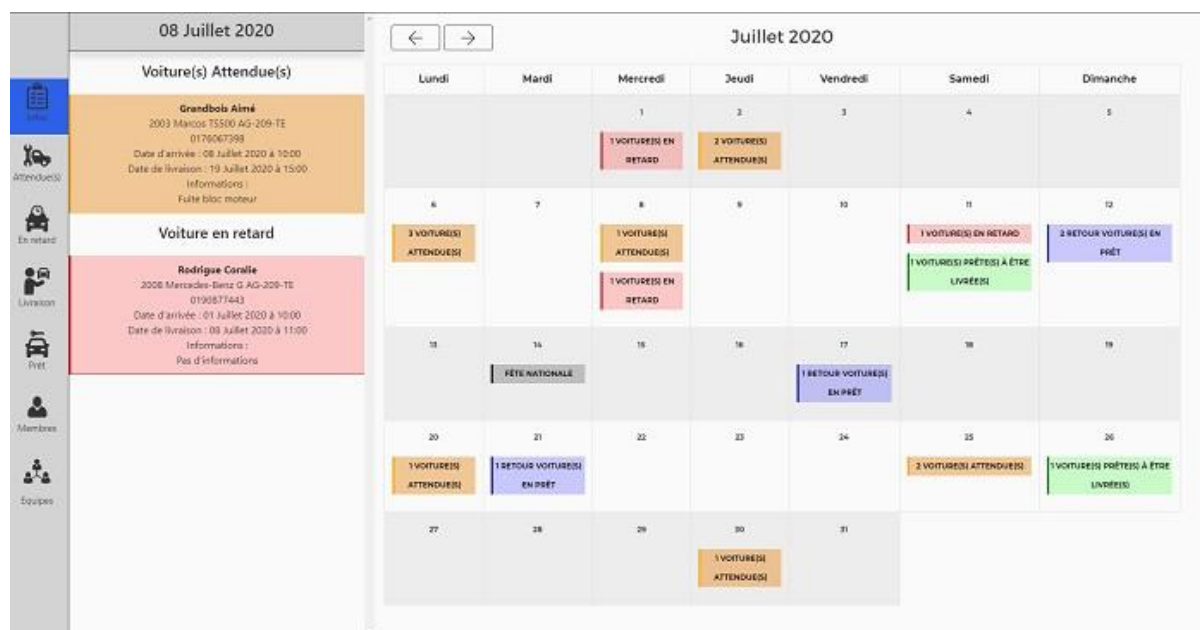 08 Juillet 2020
Voiture(s) Attendue(s)
Grandbois Aimé
2003 Marcos TS500 AG-209-TE
0176067398
Date d'arrivée : 08 Juillet 2020 à 10:00
Date de livraison : 19 Juillet 2020 à 15:00
Informations :
Fuite bloc moteur
Voiture en retard
Rodrigue Coralie
2008 Mercedes-Benz G AG-209-TE
0190877443
Date d'arrivée : 01 Juillet 2020 à 10:00
Date de livraison : 08 Juillet 2020 à 11:00
Informations :
Pas d'informations
Attendue(s)
En retard
Livraison
Prêt
Membres
Équipes
Juillet 2020
Lundi Mardi Mercredi Jeudi Vendredi Samedi Dimanche
1 2 3 4 5
1 VOITURE(S) EN
RETARD
2 VOITURE(S)
ATTENDUE(S)
6 7 8 9 10 11 12
3 VOITURE(S)
ATTENDUE(S)
1 VOITURE(S)
ATTENDUE(S)
1 VOITURE(S) EN
RETARD
1 VOITURE(S) EN RETARD
1 VOITURE(S) PRÊTE(S) À ÊTRE
LIVRÉE(S)
2 RETOUR VOITURE(S) EN
PRÊT
13 14 15 16 17 18 19
FÊTE NATIONALE
1 RETOUR VOITURE(S)
EN PRÊT
20 21 22 23 24 25 26
1 VOITURE(S)
ATTENDUE(S)
1 RETOUR VOITURE(S)
EN PRÊT
2 VOITURE(S) ATTENDUE(S)
1 VOITURE(S) PRÊTE(S) À ÊTRE
LIVRÉE(S)
27 28 29 30 31
1 VOITURE(S)
ATTENDUE(S)